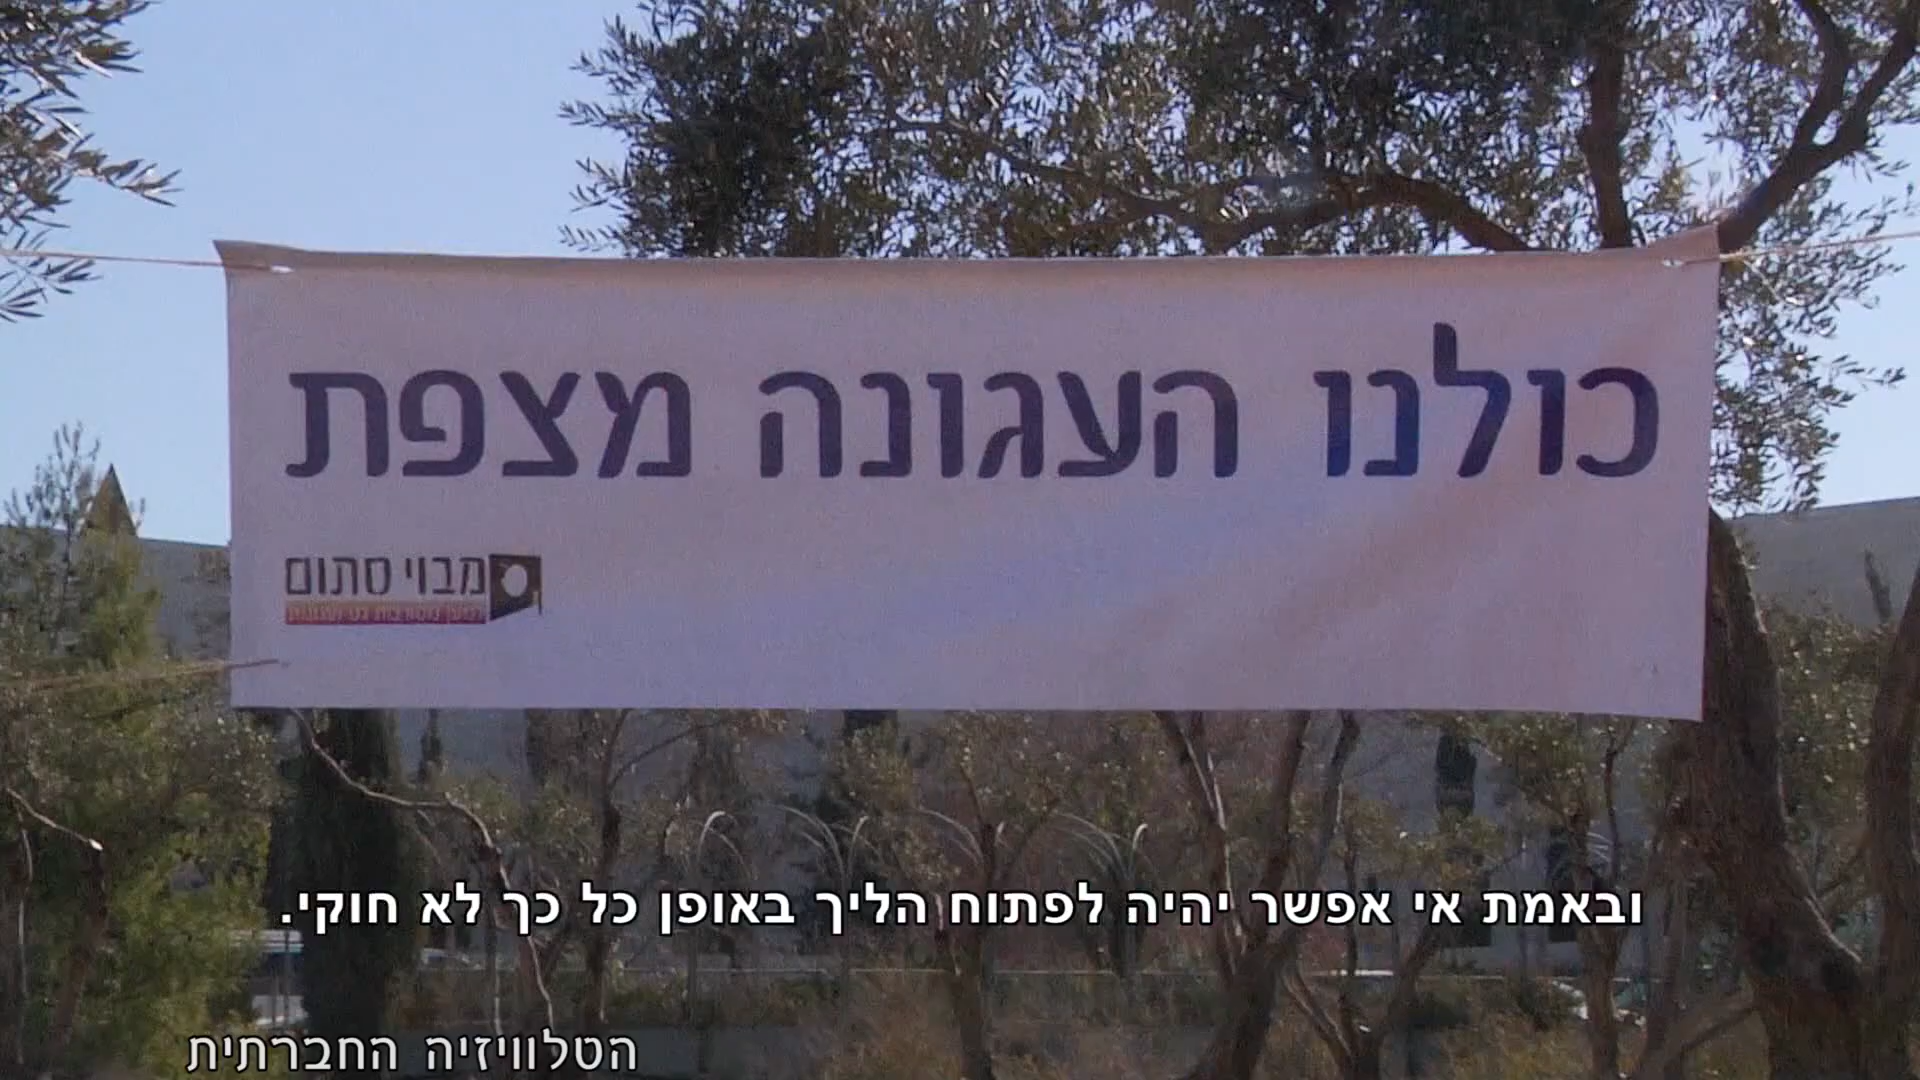 כולנו העגונה מצפת
מבוי סתום
ובאמת אי אפשר יהיה לפתוח הליך באופן כל כך לא חוקי.
הטלוויזיה החברתית